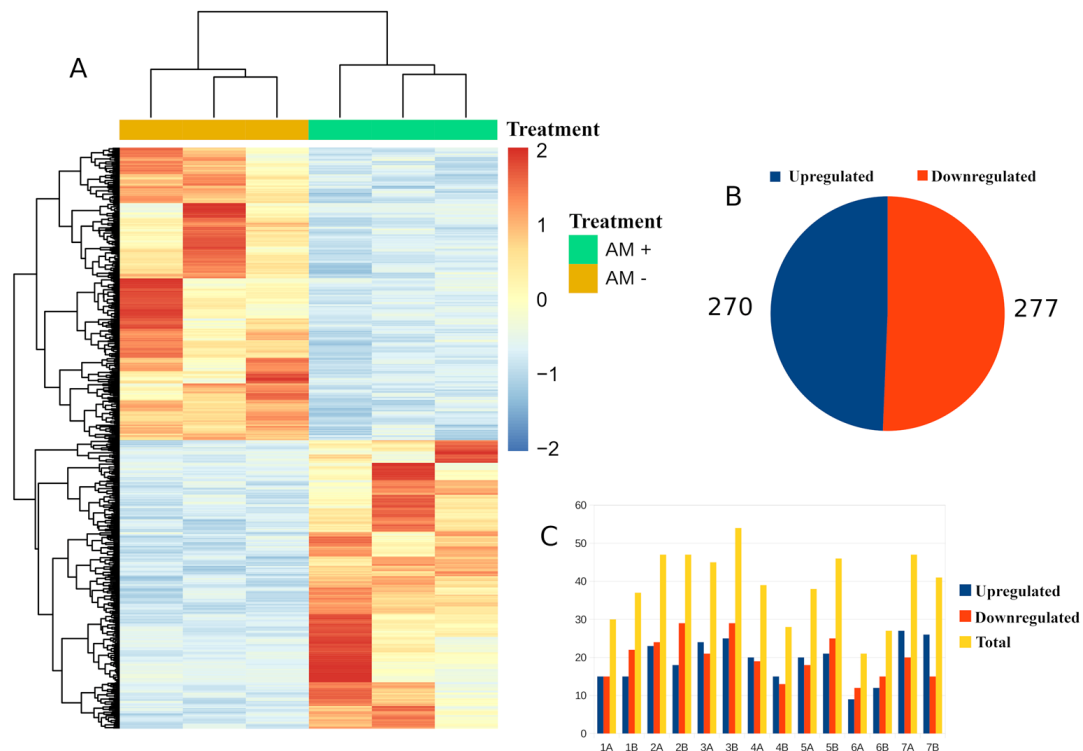 A
Treatment
2
1
0
−1
−2
Treatment
AM +
AM -
B
Upregulated
Downregulated
270
277
C
60
50
40
30
20
10
0
1A 1B 2A 2B 3A 3B 4A 4B 5A 5B 6A 6B 7A 7B
Upregulated
Downregulated
Total